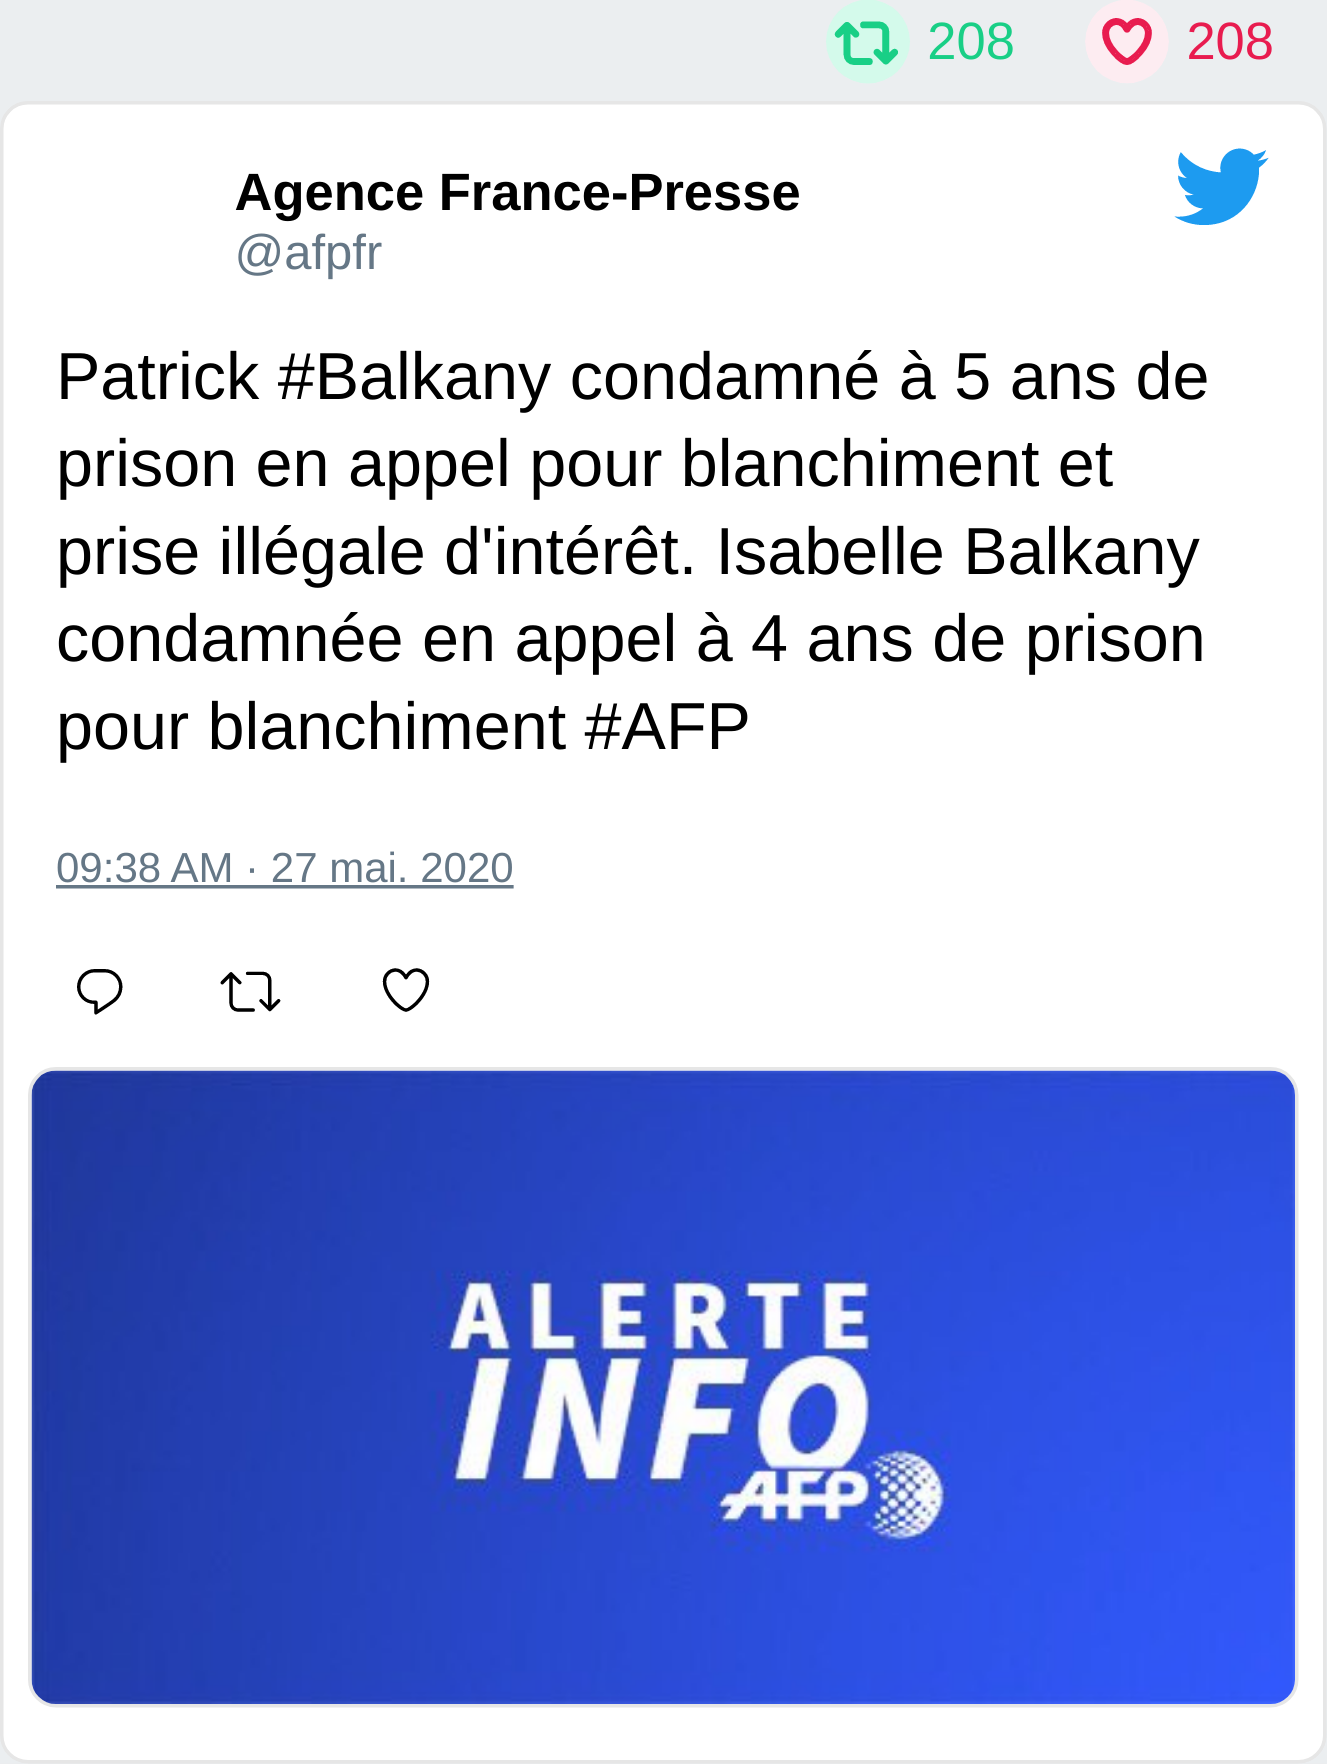 208 208
Agence France-Presse
@afpfr
Patrick #Balkany condamné à 5 ans de
prison en appel pour blanchiment et
prise illégale d'intérêt. Isabelle Balkany
condamnée en appel à 4 ans de prison
pour blanchiment #AFP
09:38 AM · 27 mai. 2020
ALERTE
INFO
AFP